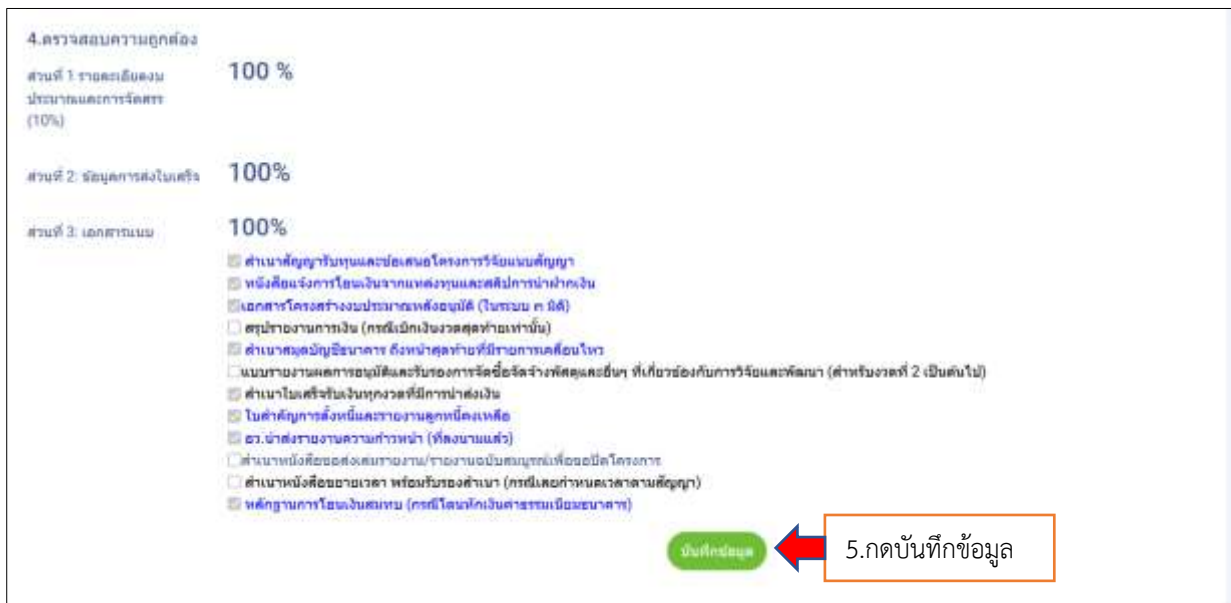 4.ตรวจสอบความถูกต้อง
ส่วนที่ 1 รายละเอียดงบ
ประมาณและการจัดสรร
(10%)
100 %
ส่วนที่ 2: ข้อมูลการส่งใบเสร็จ
100%
ส่วนที่ 3: เอกสารแนบ
100%
สำเนาสัญญารับทุนและข้อเสนอโครงการวิจัยแนบสัญญา
หนังสือแจ้งการโอนเงินจากแหล่งทุนและสลิปการนำฝากเงิน
เอกสารโครงสร้างงบประมาณหลังอนุมัติ (ในระบบ ๓ มิติ)
สรุปรายงานการเงิน (กรณีเบิกเงินงวดสุดท้ายเท่านั้น)
สำเนาสมุดบัญชีธนาคาร ถึงหน้าสุดท้ายที่มีรายการเคลื่อนไหว
แบบรายงานผลการอนุมัติและรับรองการจัดซื้อจัดจ้างพัสดุและอื่นๆ ที่เกี่ยวข้องกับการวิจัยและพัฒนา (สำหรับงวดที่ 2 เป็นต้นไป)
สำเนาใบเสร็จรับเงินทุกงวดที่มีการนำส่งเงิน
ใบสำคัญการตั้งหนี้และรายงานลูกหนี้คงเหลือ
อว.นำส่งรายงานความก้าวหน้า (ที่ลงนามแล้ว)
สำเนาหนังสือขอส่งเล่มรายงาน/รายงานฉบับสมบูรณ์เพื่อขอปิดโครงการ
สำเนาหนังสือขยายเวลา พร้อมรับรองสำเนา (กรณีเลยกำหนดเวลาตามสัญญา)
หลักฐานการโอนเงินสมทบ (กรณีโดนหักเงินค่าธรรมเนียมธนาคาร)
บันทึกข้อมูล
5.กดบันทึกข้อมูล